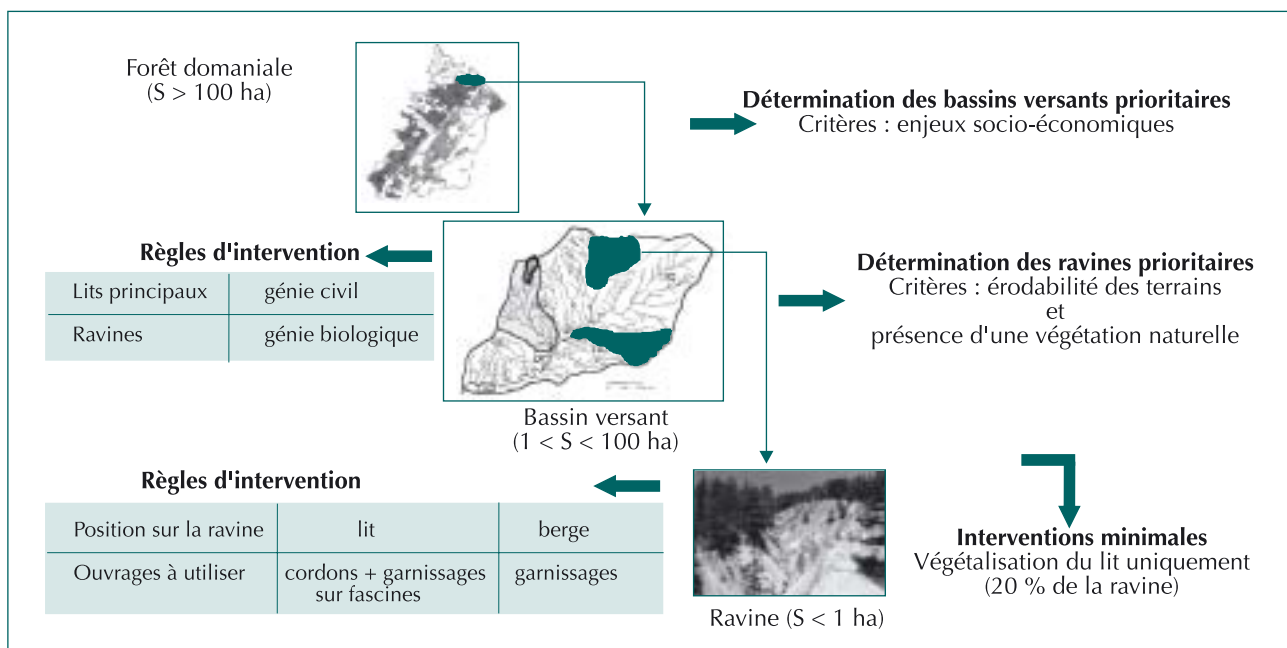 Forêt domaniale
(S > 100 ha)
Détermination des bassins versants prioritaires
Critères : enjeux socio-économiques
Règles d'intervention
Lits principaux génie civil
Ravines génie biologique
Détermination des ravines prioritaires
Critères : érodabilité des terrains
et
présence d'une végétation naturelle
Bassin versant
(1 < S < 100 ha)
Règles d'intervention
Position sur la ravine lit berge
Ouvrages à utiliser cordons + garnissages garnissages
sur fascines
Ravine (S < 1 ha)
Interventions minimales
Végétalisation du lit uniquement
(20 % de la ravine)